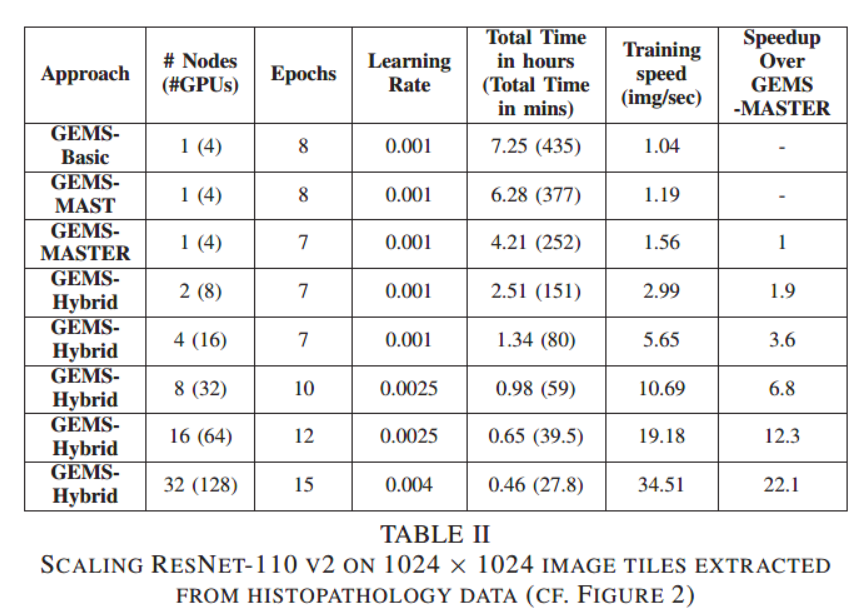 Approach # Nodes (#GPUs) Epochs Learning Rate Total Time in hours (Total Time in mins) Training speed (img/sec) Speedup Over GEMS -MASTER
GEMS-Basic 1 (4) 8 0.001 7.25 (435) 1.04 -
GEMS-MAST 1 (4) 8 0.001 6.28 (377) 1.19 -
GEMS-MASTER 1 (4) 7 0.001 4.21 (252) 1.56 1
GEMS-Hybrid 2 (8) 7 0.001 2.51 (151) 2.99 1.9
GEMS-Hybrid 4 (16) 7 0.001 1.34 (80) 5.65 3.6
GEMS-Hybrid 8 (32) 10 0.0025 0.98 (59) 10.69 6.8
GEMS-Hybrid 16 (64) 12 0.0025 0.65 (39.5) 19.18 12.3
GEMS-Hybrid 32 (128) 15 0.004 0.46 (27.8) 34.51 22.1
TABLE II
SCALING RESNET-110 V2 ON 1024 × 1024 IMAGE TILES EXTRACTED
FROM HISTOPATHOLOGY DATA (CF. FIGURE 2)